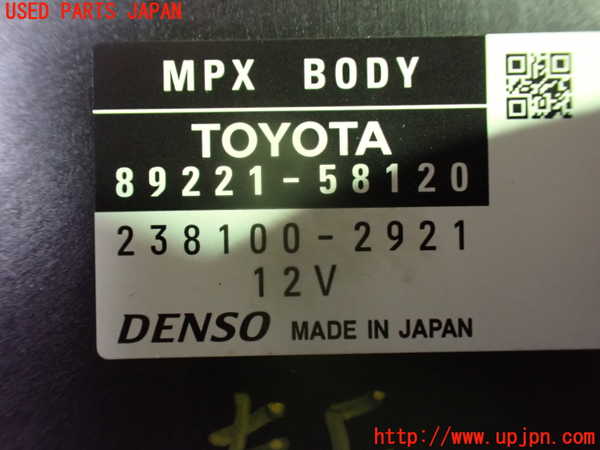 USED PARTS JAPAN
MPX BODY
TOYOTA
89221-58120
238100-2921
12V
DENSO MADE IN JAPAN
http://www.upjpn.com/